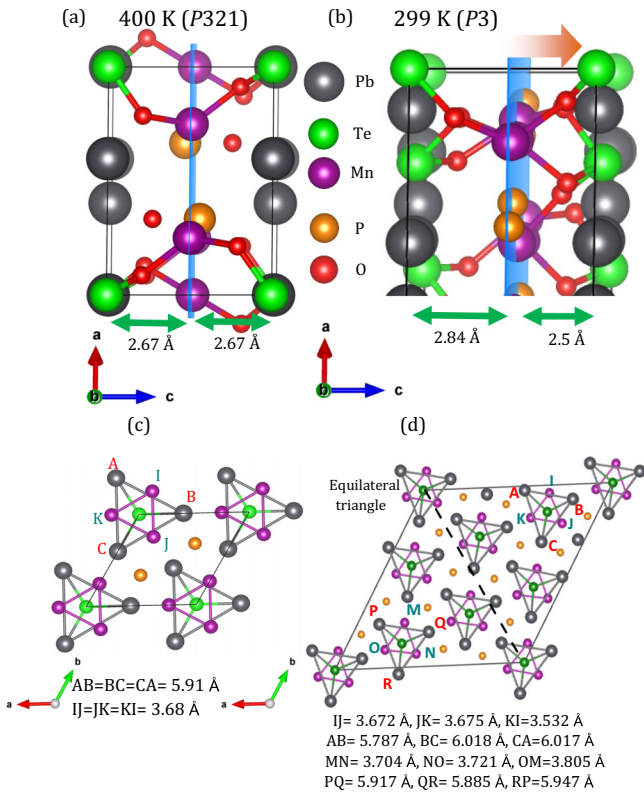 (a)
400 K (P321)
(b)
299 K (P3)
Pb
Te
Mn
P
O
2.67 Å
2.67 Å
2.84 Å
2.5 Å
a
b
c
a
b
c
(c)
(d)
A
I
B
K
J
C
Equilateral
triangle
A
I
B
K
J
C
P
M
Q
O
N
R
b
a
AB=BC=CA= 5.91 Å
IJ=JK=KI= 3.68 Å
b
a
IJ= 3.672 Å, JK= 3.675 Å, KI=3.532 Å
AB= 5.787 Å, BC= 6.018 Å, CA=6.017Å
MN= 3.704 Å, NO= 3.721 Å, OM=3.805 Å
PQ= 5.917 Å, QR= 5.885 Å, RP=5.947 Å